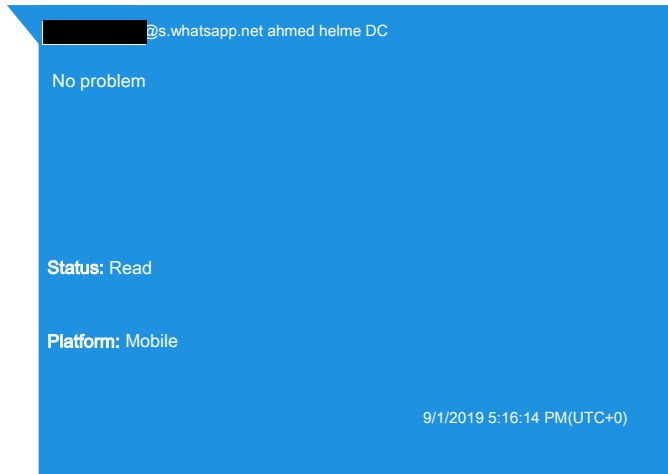 @s.whatsapp.net ahmed helme DC
No problem
Status: Read
Platform: Mobile
9/1/2019 5:16:14 PM(UTC+0)